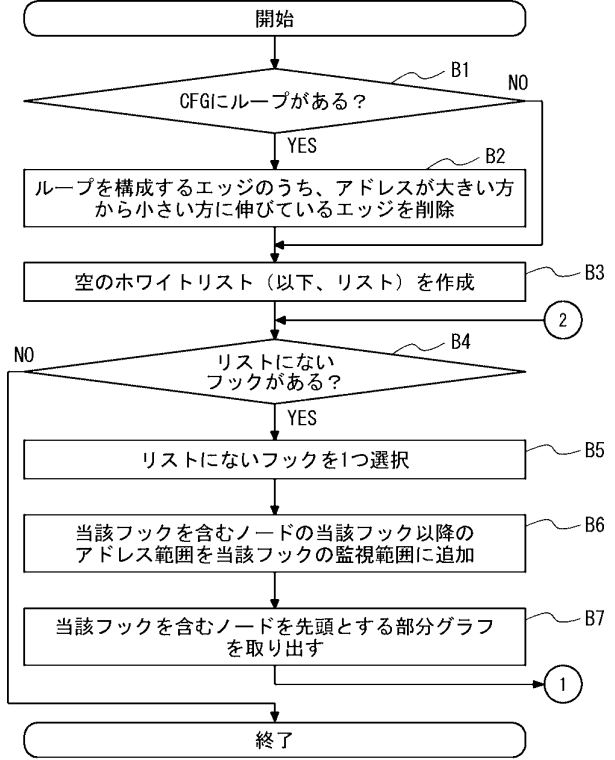 開始
B1
CFGにループがある？
NO
YES
B2
ループを構成するエッジのうち、アドレスが大きい方
から小さい方に伸びているエッジを削除
B3
空のホワイトリスト（以下、リスト）を作成
2
B4
NO
リストにない
フックがある？
YES
B5
リストにないフックを1つ選択
B6
当該フックを含むノードの当該フック以降の
アドレス範囲を当該フックの監視範囲に追加
B7
当該フックを含むノードを先頭とする部分グラフ
を取り出す
1
終了